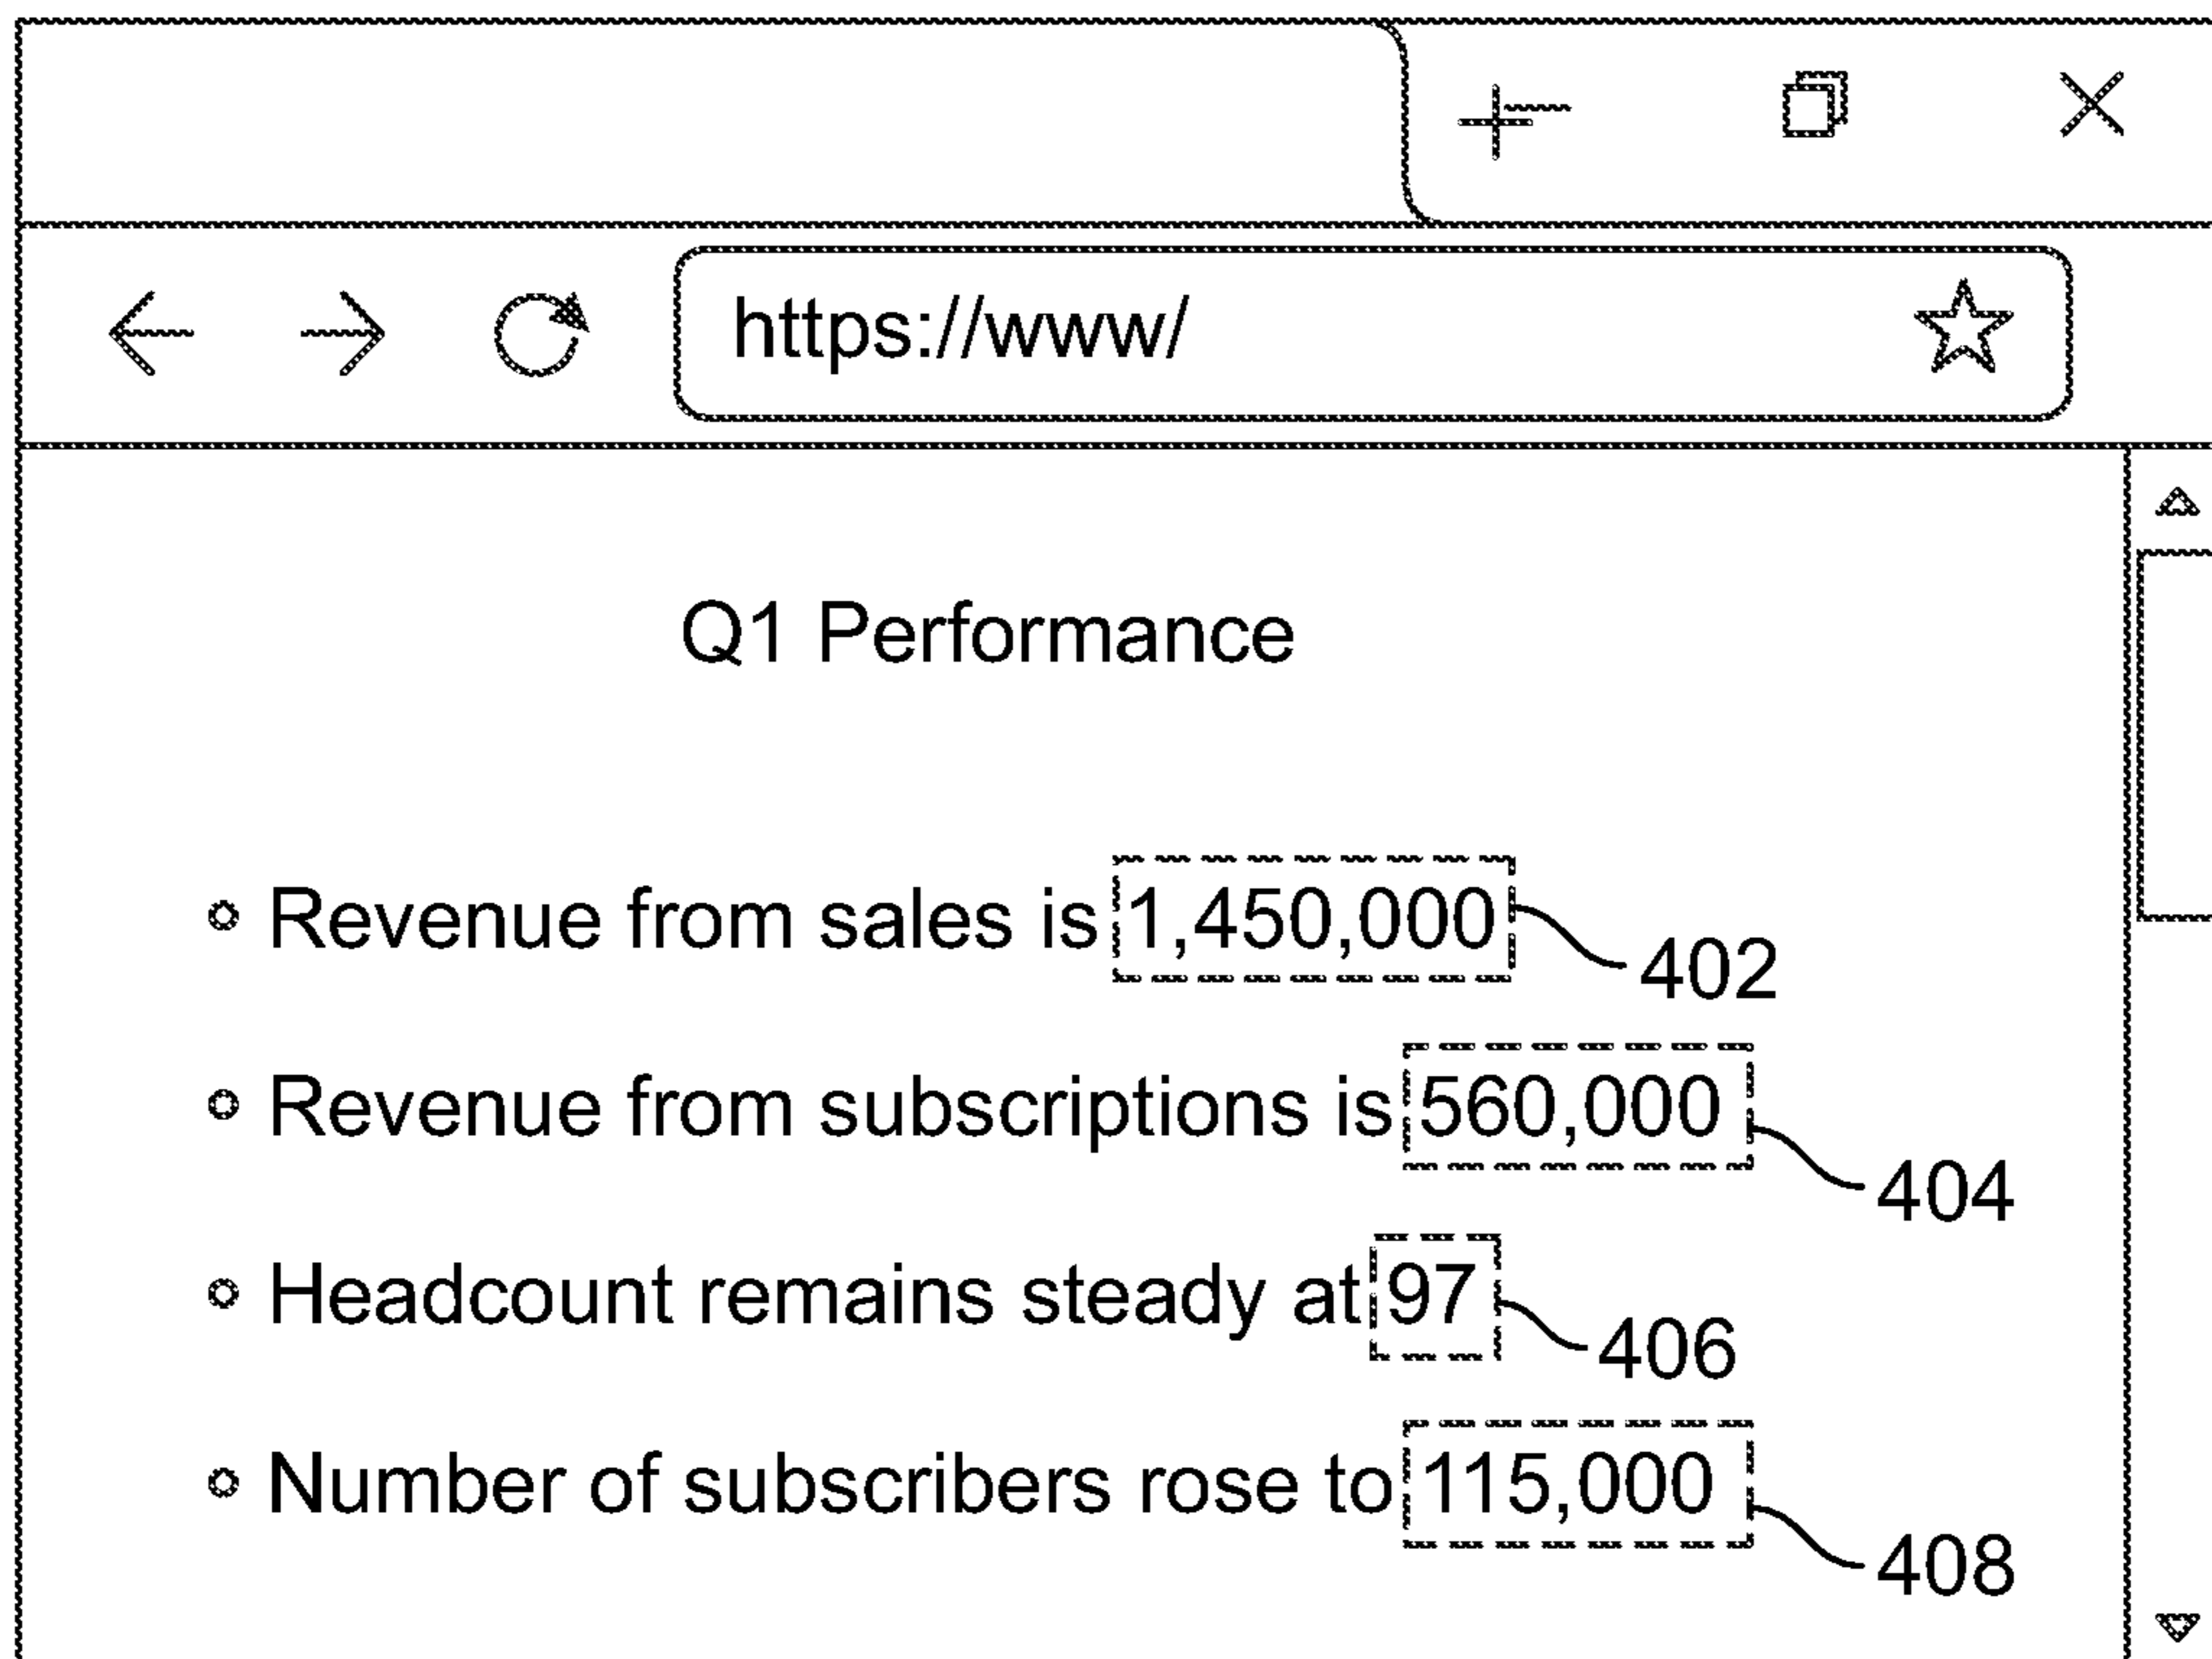 https://www/
Q1 Performance
Revenue from sales is 1,450,000
402
Revenue from subscriptions is 560,000
404
Headcount remains steady at 97
406
Number of subscribers rose to 115,000
408